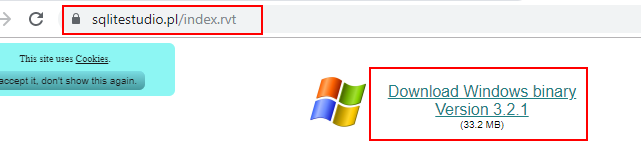 sqlitestudio.pl/index.rvt
This site uses Cookies.
accept it, don't show this again.
Download Windows binary
Version 3.2.1
(33.2 MB)